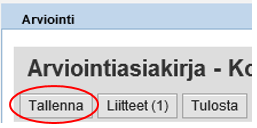 Arviointi
Arviointiasiakirja - Ko
Tallenna Liitteet (1) Tulosta